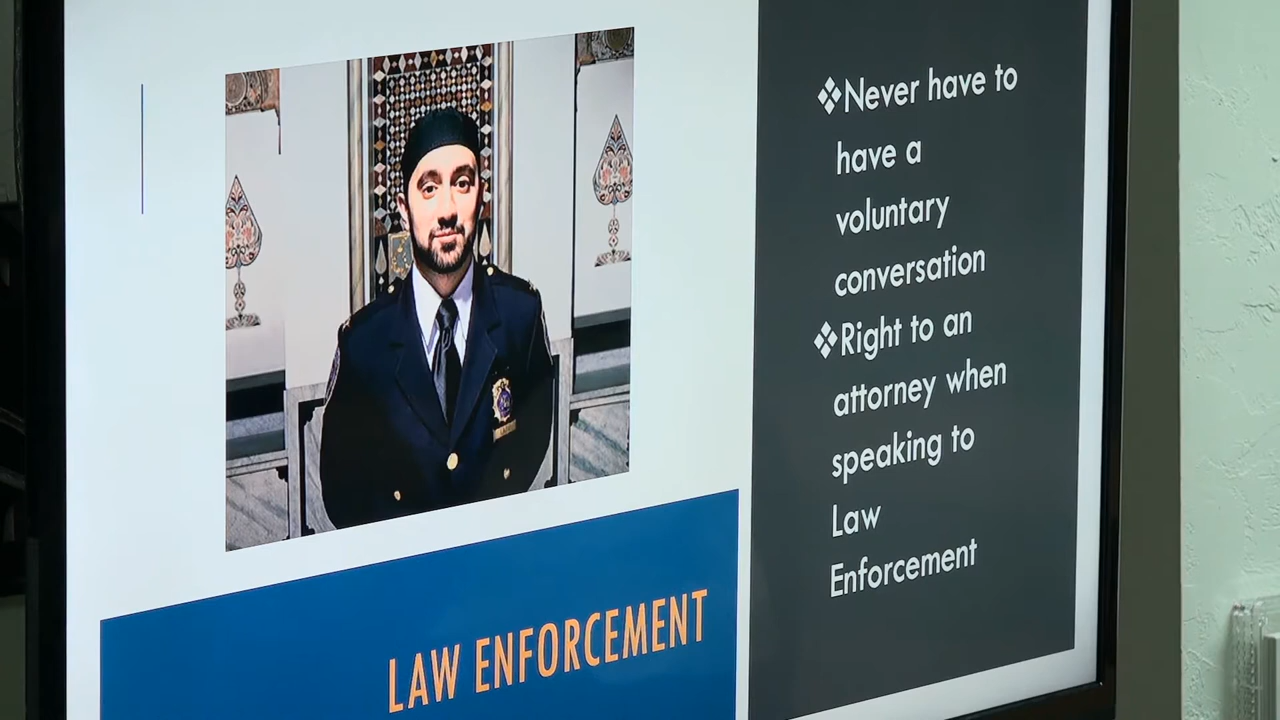 ❖Never have to
have a
voluntary
conversation
❖Right to an
attorney when
speaking to
Law
Enforcement
LAW ENFORCEMENT